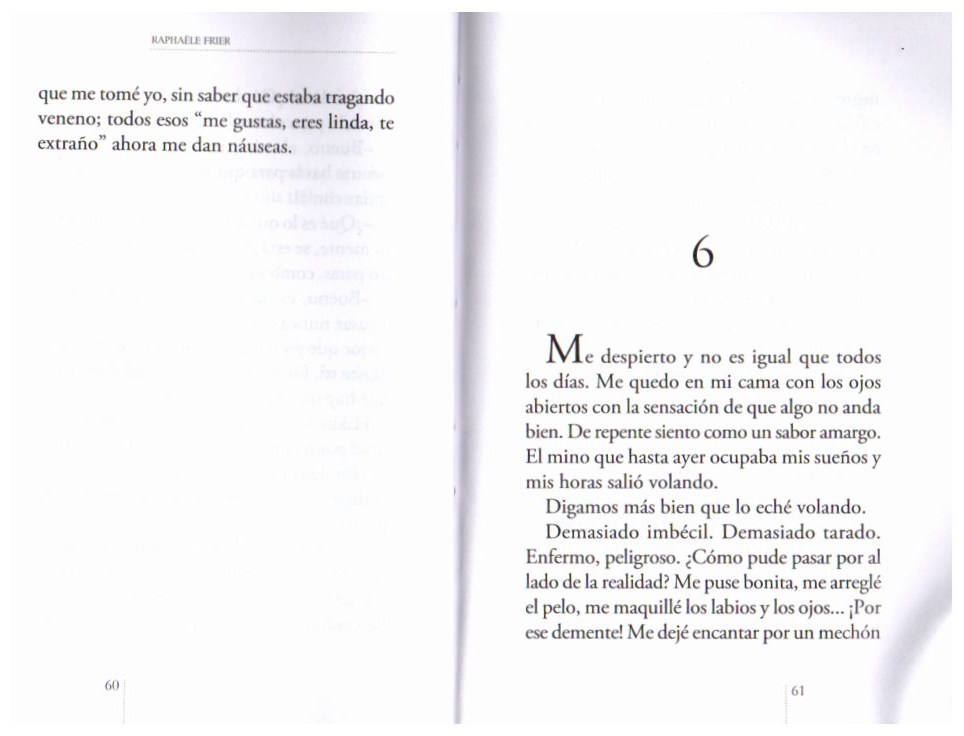 RAPHAËLE FRIER
que me tomé yo, sin saber que estaba tragando
veneno; todos esos “me gustas, eres linda, te
extraño” ahora me dan náuseas.
60
6
Me despierto y no es igual que todos
los días. Me quedo en mi cama con los ojos
abiertos con la sensación de que algo no anda
bien. De repente siento como un sabor amargo.
El mino que hasta ayer ocupaba mis sueños y
mis horas salió volando.
Digamos más bien que lo eché volando.
Demasiado imbécil. Demasiado tarado.
Enfermo, peligroso. ¿Cómo pude pasar por al
lado de la realidad? Me puse bonita, me arreglé
el pelo, me maquillé los labios y los ojos... ¡Por
ese demente! Me dejé encantar por un mechón
61